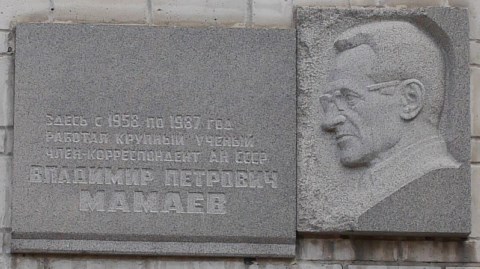 ЗДЕСЬ С 1958 ПО 1987 ГОД
РАБОТАЛ КРУПНЫЙ УЧЕНЫЙ
ЧЛЕН-КОРРЕСПОНДЕНТ АН СССР
ВЛАДИМИР ПЕТРОВИЧ
МАМАЕВ